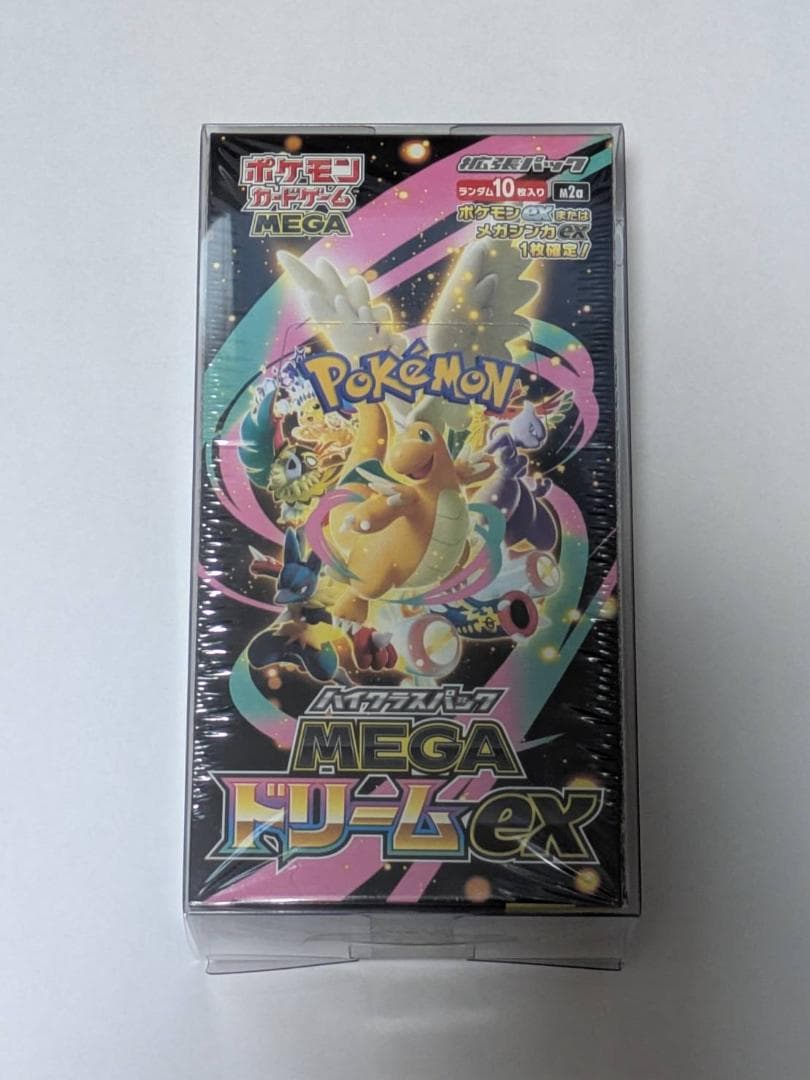 ポケモン
カードゲーム
MEGA
拡張パック
ランダム10枚入り M2a
ポケモンexまたは
メガシンカex
1枚確定!
POKéMON
ハイクラスパック
MEGA
ドリームex